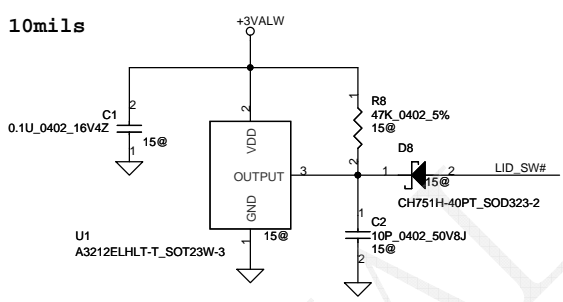 10mils
+3VALW
2
C1
0.1U_0402_16V4Z
1
15@
2
VDD
OUTPUT
3
GND
1
15@
U1
A3212ELHLT-T_SOT23W-3
1
R8
47K_0402_5%
15@
2
D8
1
2
LID_SW#
15@
CH751H-40PT_SOD323-2
1
C2
10P_0402_50V8J
15@
2